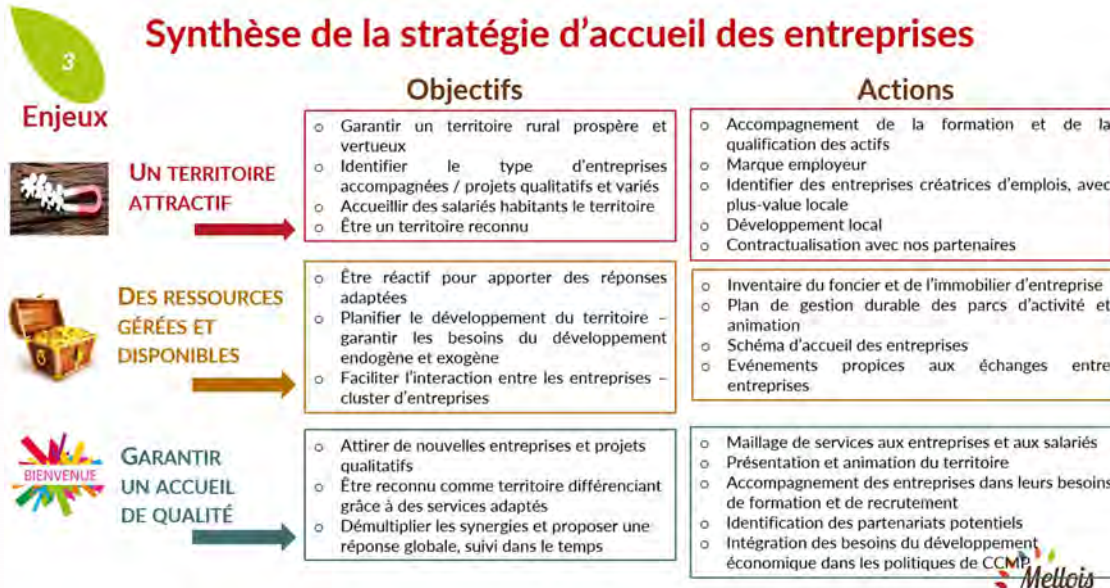 Synthèse de la stratégie d'accueil des entreprises
3
Enjeux
Objectifs
Actions
UN TERRITOIRE
ATTRACTIF
o Garantir un territoire rural prospère et
vertueux
o Identifier le type d'entreprises
accompagnées / projets qualitatifs et variés
o Accueillir des salariés habitants le territoire
o Être un territoire reconnu
o Accompagnement de la formation et de la
qualification des actifs
o Marque employeur
o Identifier des entreprises créatrices d'emplois, avec
plus-value locale
o Développement local
o Contractualisation avec nos partenaires
DES RESSOURCES
GÉRÉES ET
DISPONIBLES
o Être réactif pour apporter des réponses
adaptées
o Planifier le développement du territoire –
garantir les besoins du développement
endogène et exogène
o Faciliter l'interaction entre les entreprises –
cluster d'entreprises
o Inventaire du foncier et de l'immobilier d'entreprise
o Plan de gestion durable des parcs d'activité et
animation
o Schéma d'accueil des entreprises
o Evénements propices aux échanges entre
entreprises
BIENVENUE
GARANTIR
UN ACCUEIL
DE QUALITÉ
o Attirer de nouvelles entreprises et projets
qualitatifs
o Être reconnu comme territoire différenciant
grâce à des services adaptés
o Démultiplier les synergies et proposer une
réponse globale, suivi dans le temps
o Maillage de services aux entreprises et aux salariés
o Présentation et animation du territoire
o Accompagnement des entreprises dans leurs besoins
de formation et de recrutement
o Identification des partenariats potentiels
o Intégration des besoins du développement
économique dans les politiques de CCMP
Mellois